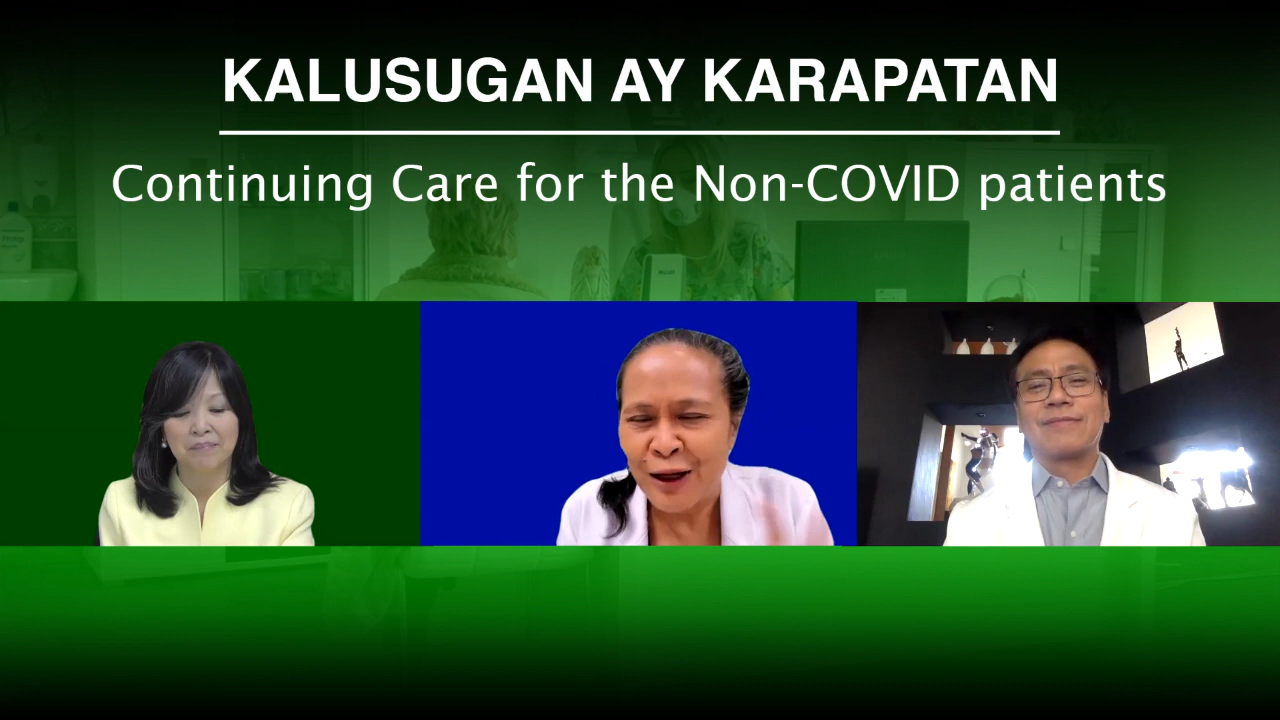 KALUSUGAN AY KARAPATAN
Continuing Care for the Non-COVID patients